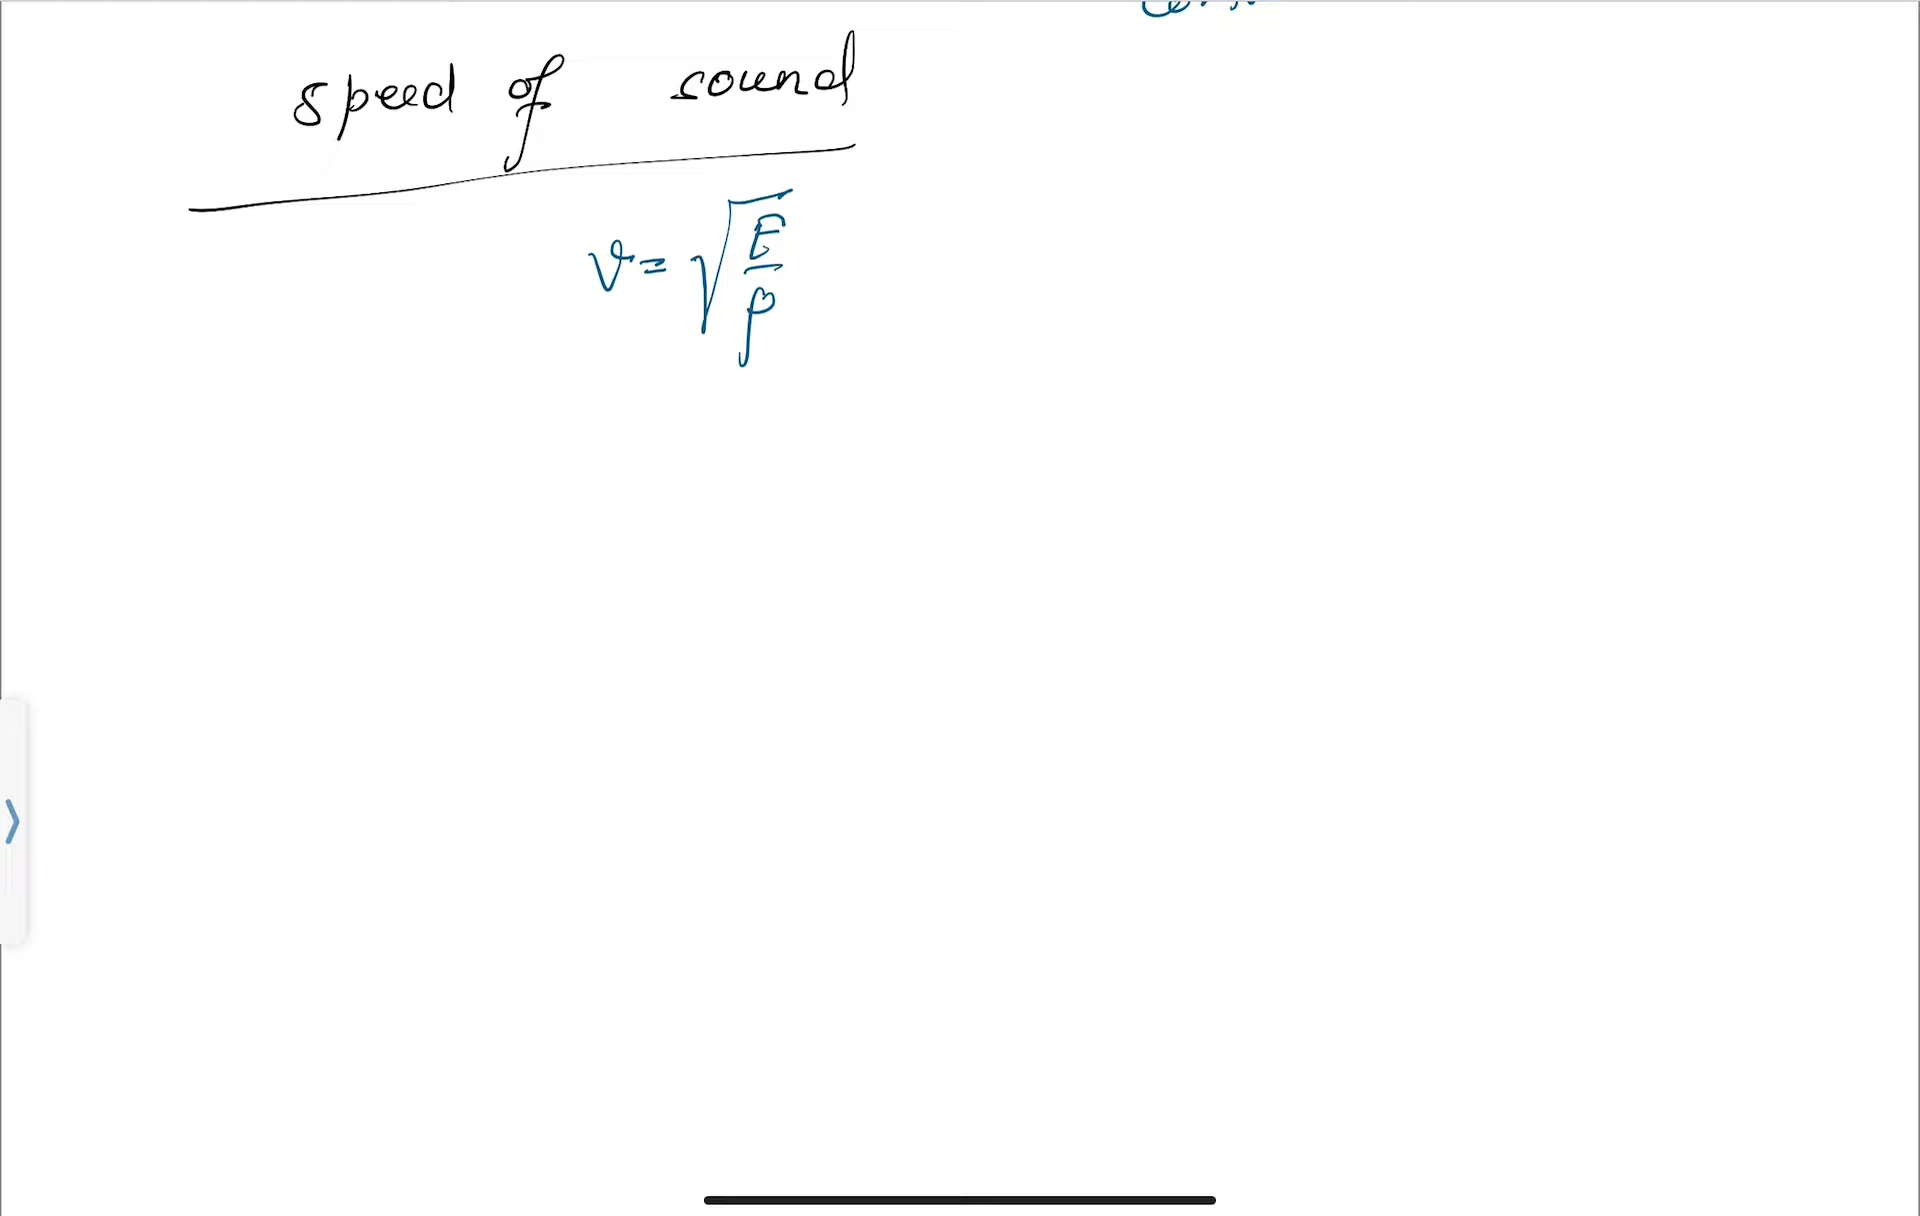 speed of sound
v = √(E/ρ)